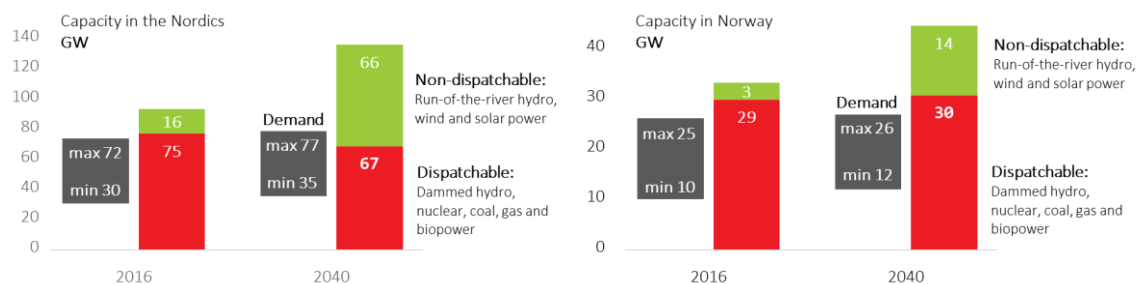 Capacity in the Nordics
GW
140
120
100
80
60
40
20
0
max 72
min 30
16
75
Demand
max 77
min 35
66
67
Non-dispatchable:
Run-of-the-river hydro,
wind and solar power
Dispatchable:
Dammed hydro,
nuclear, coal, gas and
biopower
2016
2040
Capacity in Norway
GW
40
30
20
10
0
max 25
min 10
3
29
Demand
max 26
min 12
14
30
Non-dispatchable:
Run-of-the-river hydro,
wind and solar power
Dispatchable:
Dammed hydro,
nuclear, coal, gas and
biopower
2016
2040